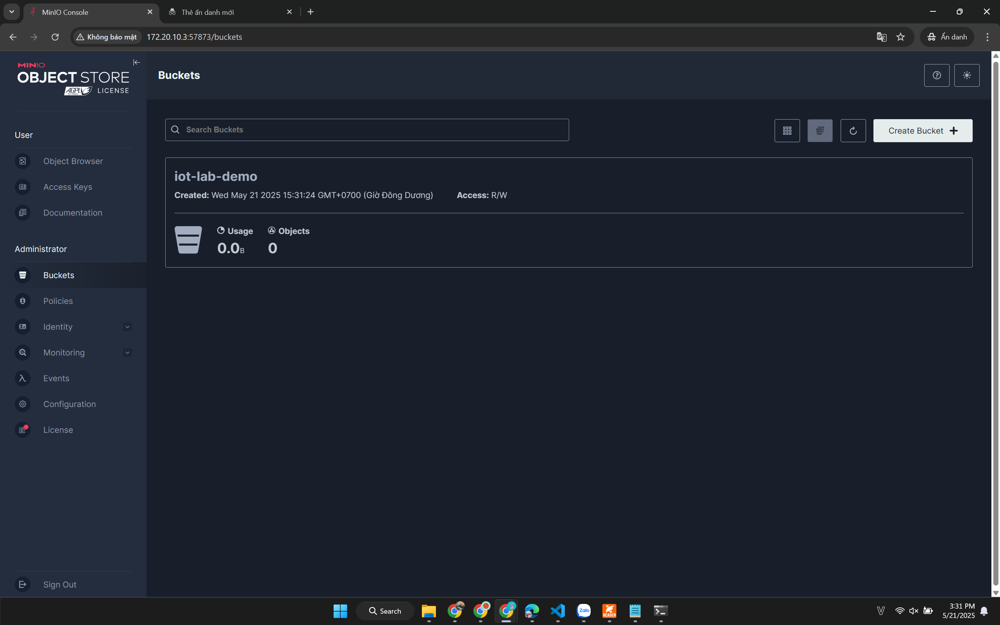 MinIO Console
Thẻ ẩn danh mới
Không bảo mật
172.20.10.3:57873/buckets
Ẩn danh
MINIO
OBJECT STORE
AGPL
LICENSE
Buckets
User
Object Browser
Access Keys
Documentation
Administrator
Buckets
Policies
Identity
Monitoring
Events
Configuration
License
Sign Out
Search Buckets
Create Bucket
iot-lab-demo
Created: Wed May 21 2025 15:31:24 GMT+0700 (Giờ Đông Dương) Access: R/W
Usage Objects
0.0B 0
Search
Zalo
READER
3:31 PM
5/21/2025